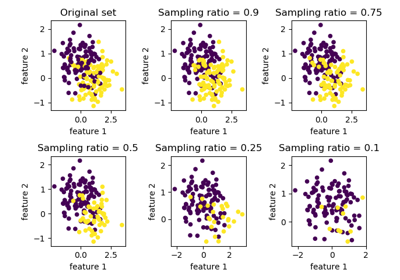 Original set
Sampling ratio = 0.9
Sampling ratio = 0.75
feature 2
2
1
0
−1
0.0
2.5
feature 1
feature 2
2
1
0
−1
0.0
2.5
feature 1
feature 2
2
1
0
−1
0.0
2.5
feature 1
Sampling ratio = 0.5
Sampling ratio = 0.25
Sampling ratio = 0.1
feature 2
2
1
0
−1
0.0
2.5
feature 1
feature 2
2
1
0
−2
0
2
feature 1
feature 2
2
1
0
−2
0
2
feature 1